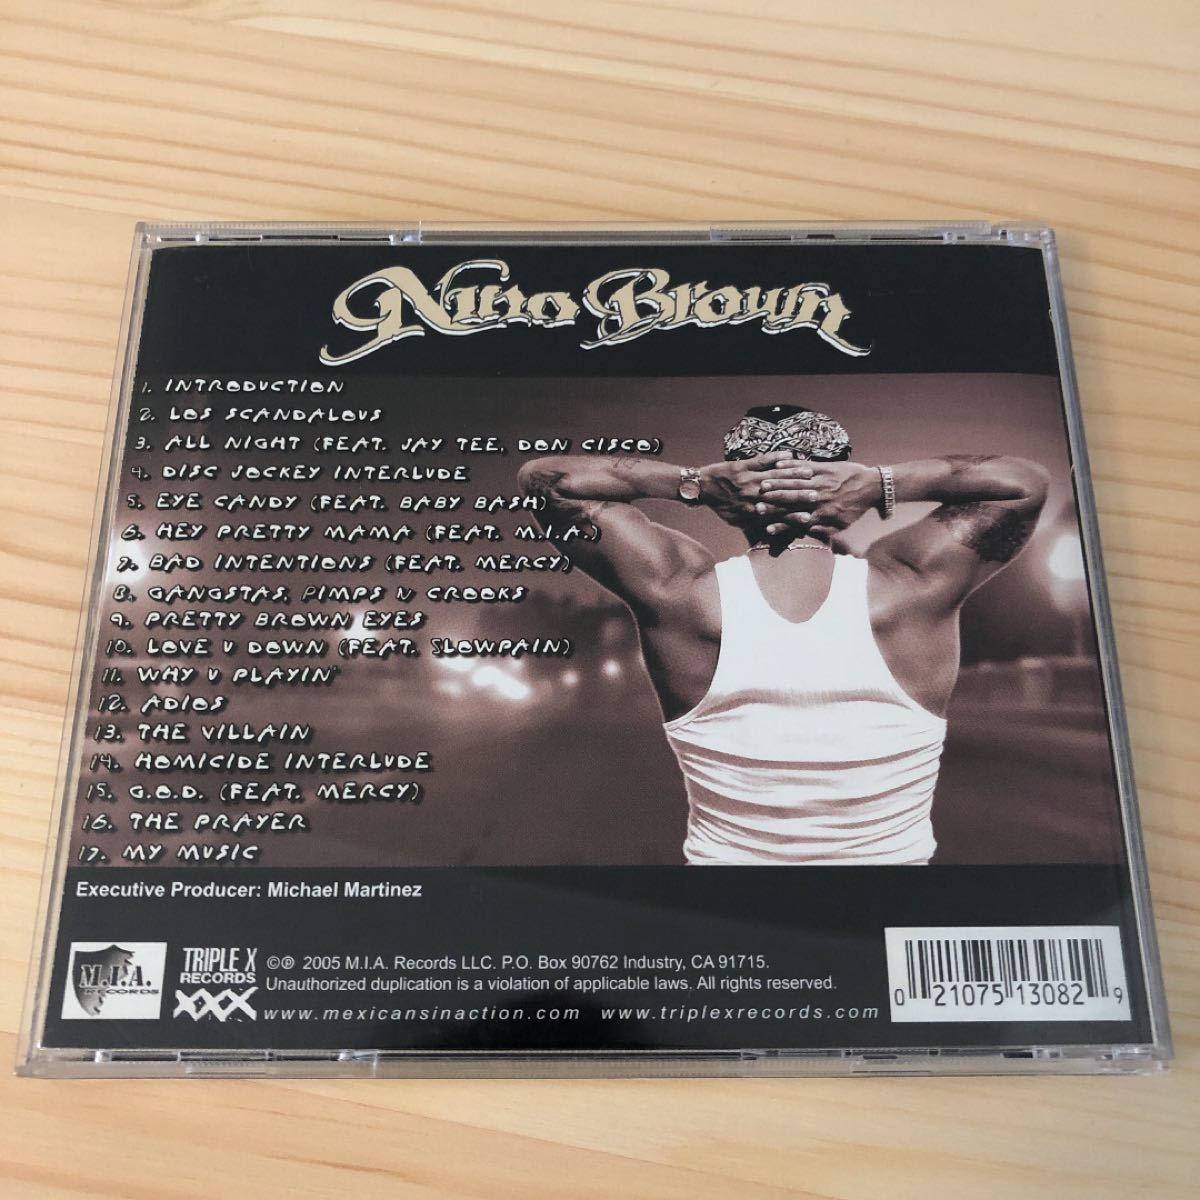 Nino Brown
1. INTRODUCTION
2. LOS SCANDALOUS
3. ALL NIGHT (FEAT. JAY TEE, DON CISCO)
4. DISC JOCKEY INTERLUDE
5. EYE CANDY (FEAT. BABY BASH)
6. HEY PRETTY MAMA (FEAT. M.I.A.)
7. BAD INTENTIONS (FEAT. MERCY)
8. GANGSTAS, PIMPS N CROOKS
9. PRETTY BROWN EYES
10. LOVE U DOWN (FEAT. SLOWPAIN)
11. WHY U PLAYIN'
12. ADIOS
13. THE VILLAIN
14. HOMICIDE INTERLUDE
15. G.O.D. (FEAT. MERCY)
16. THE PRAYER
17. MY MUSIC
Executive Producer: Michael Martinez
M.I.A.
RECORDS
TRIPLE X
RECORDS
XXX
©℗ 2005 M.I.A. Records LLC. P.O. Box 90762 Industry, CA 91715.
Unauthorized duplication is a violation of applicable laws. All rights reserved.
www.mexicansinaction.com www.triplexrecords.com
0 21075 13082 9